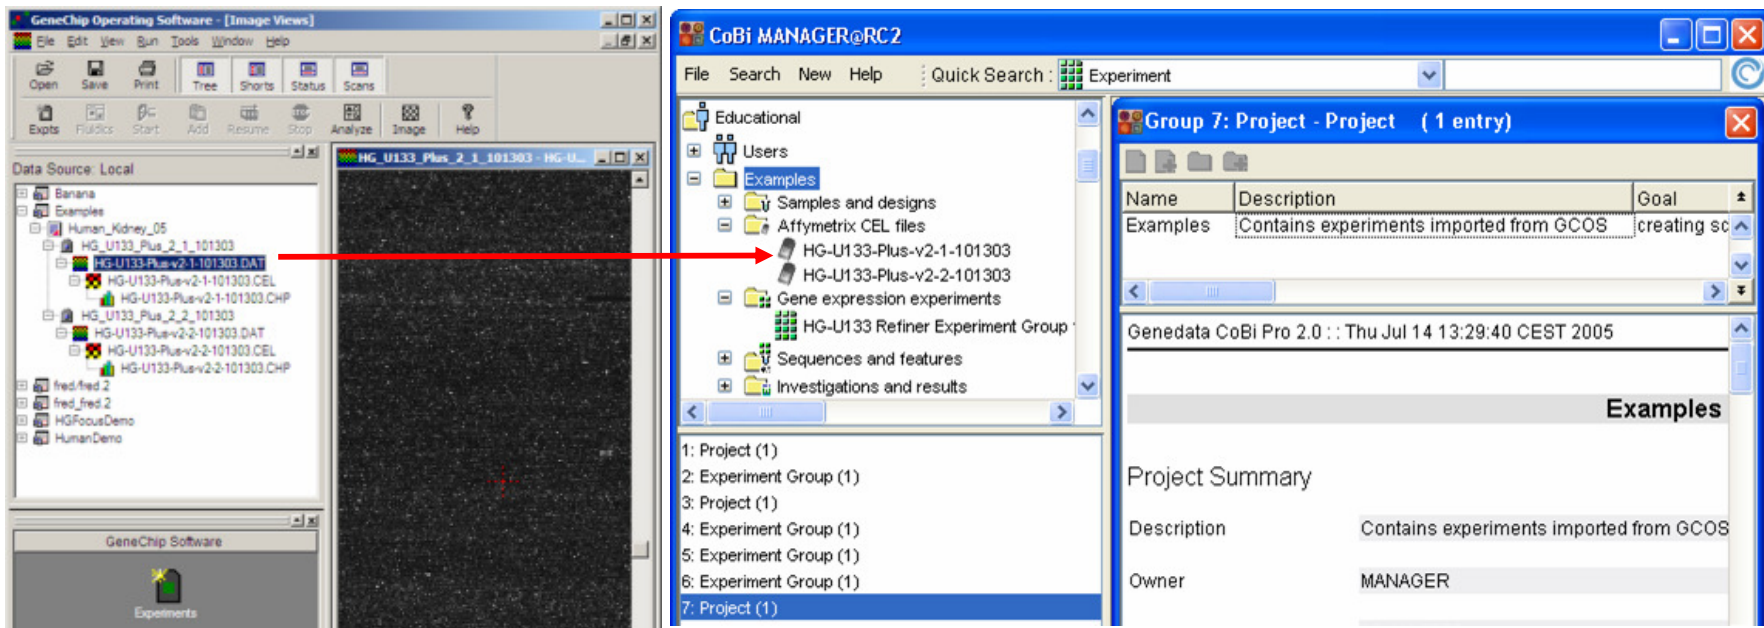 GeneChip Operating Software - [Image Views]
File Edit View Run Tools Window Help
Open Save Print Tree Shorts Status Scans
Expts Fluidics Start Add Resume Stop Analyze Image Help
Data Source: Local
Banana
Examples
Human_Kidney_05
HG_U133_Plus_2_1_101303
HG-U133-Plus-v2-1-101303.DAT
HG-U133-Plus-v2-1-101303.CEL
HG-U133-Plus-v2-1-101303.CHP
HG_U133_Plus_2_2_101303
HG-U133-Plus-v2-2-101303.DAT
HG-U133-Plus-v2-2-101303.CEL
HG-U133-Plus-v2-2-101303.CHP
fred/fred.2
fred_fred.2
HGFocusDemo
HumanDemo
GeneChip Software
Experiments
HG_U133_Plus_2_1_101303 - HG-U...
CoBi MANAGER@RC2
File Search New Help Quick Search : Experiment
Educational
Users
Examples
Samples and designs
Affymetrix CEL files
HG-U133-Plus-v2-1-101303
HG-U133-Plus-v2-2-101303
Gene expression experiments
HG-U133 Refiner Experiment Group
Sequences and features
Investigations and results
1: Project (1)
2: Experiment Group (1)
3: Project (1)
4: Experiment Group (1)
5: Experiment Group (1)
6: Experiment Group (1)
7: Project (1)
Group 7: Project - Project ( 1 entry)
Name Description Goal
Examples Contains experiments imported from GCOS creating sc
Genedata CoBi Pro 2.0 : : Thu Jul 14 13:29:40 CEST 2005
Examples
Project Summary
Description Contains experiments imported from GCOS
Owner MANAGER